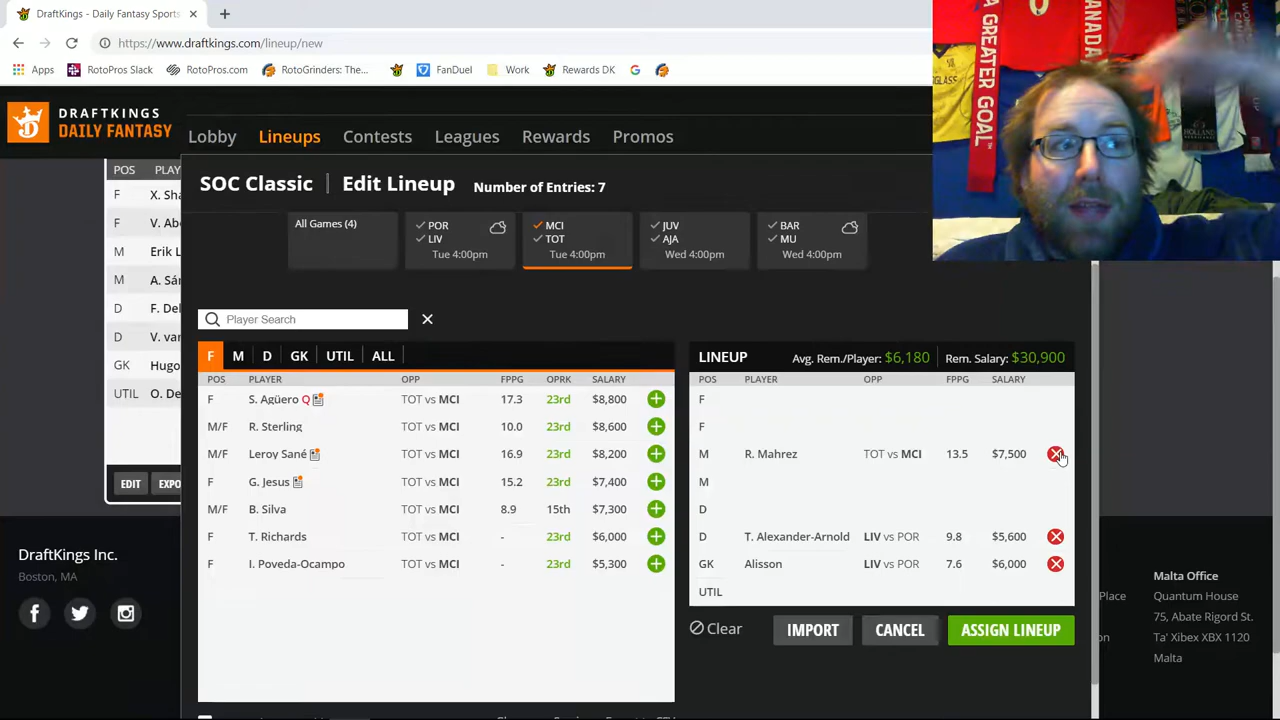 DraftKings - Daily Fantasy Sports
https://www.draftkings.com/lineup/new
Apps RotoPros Slack RotoPros.com RotoGrinders: The... FanDuel Work Rewards DK
DRAFTKINGS
DAILY FANTASY
Lobby Lineups Contests Leagues Rewards Promos
SOC Classic | Edit Lineup Number of Entries: 7
All Games (4)
POR
LIV
Tue 4:00pm
MCI
TOT
Tue 4:00pm
JUV
AJA
Wed 4:00pm
BAR
MU
Wed 4:00pm
POS PLAY
F X. Sha
F V. Abo
M Erik L
M A. Sán
D F. Del
D V. van
GK Hugo
UTIL O. De
EDIT EXPO
Player Search
F M D GK UTIL ALL
POS PLAYER OPP FPPG OPRK SALARY
F S. Agüero Q TOT vs MCI 17.3 23rd $8,800
M/F R. Sterling TOT vs MCI 10.0 23rd $8,600
M/F Leroy Sané TOT vs MCI 16.9 23rd $8,200
F G. Jesus TOT vs MCI 15.2 23rd $7,400
M/F B. Silva TOT vs MCI 8.9 15th $7,300
F T. Richards TOT vs MCI - 23rd $6,000
F I. Poveda-Ocampo TOT vs MCI - 23rd $5,300
LINEUP Avg. Rem./Player: $6,180 Rem. Salary: $30,900
POS PLAYER OPP FPPG SALARY
F
F
M R. Mahrez TOT vs MCI 13.5 $7,500
M
D
D T. Alexander-Arnold LIV vs POR 9.8 $5,600
GK Alisson LIV vs POR 7.6 $6,000
UTIL
Clear IMPORT CANCEL ASSIGN LINEUP
DraftKings Inc.
Boston, MA
Malta Office
Quantum House
75, Abate Rigord St.
Ta' Xibex XBX 1120
Malta
Place
on
A GREATER GOAL
CANADA
HOLLAND